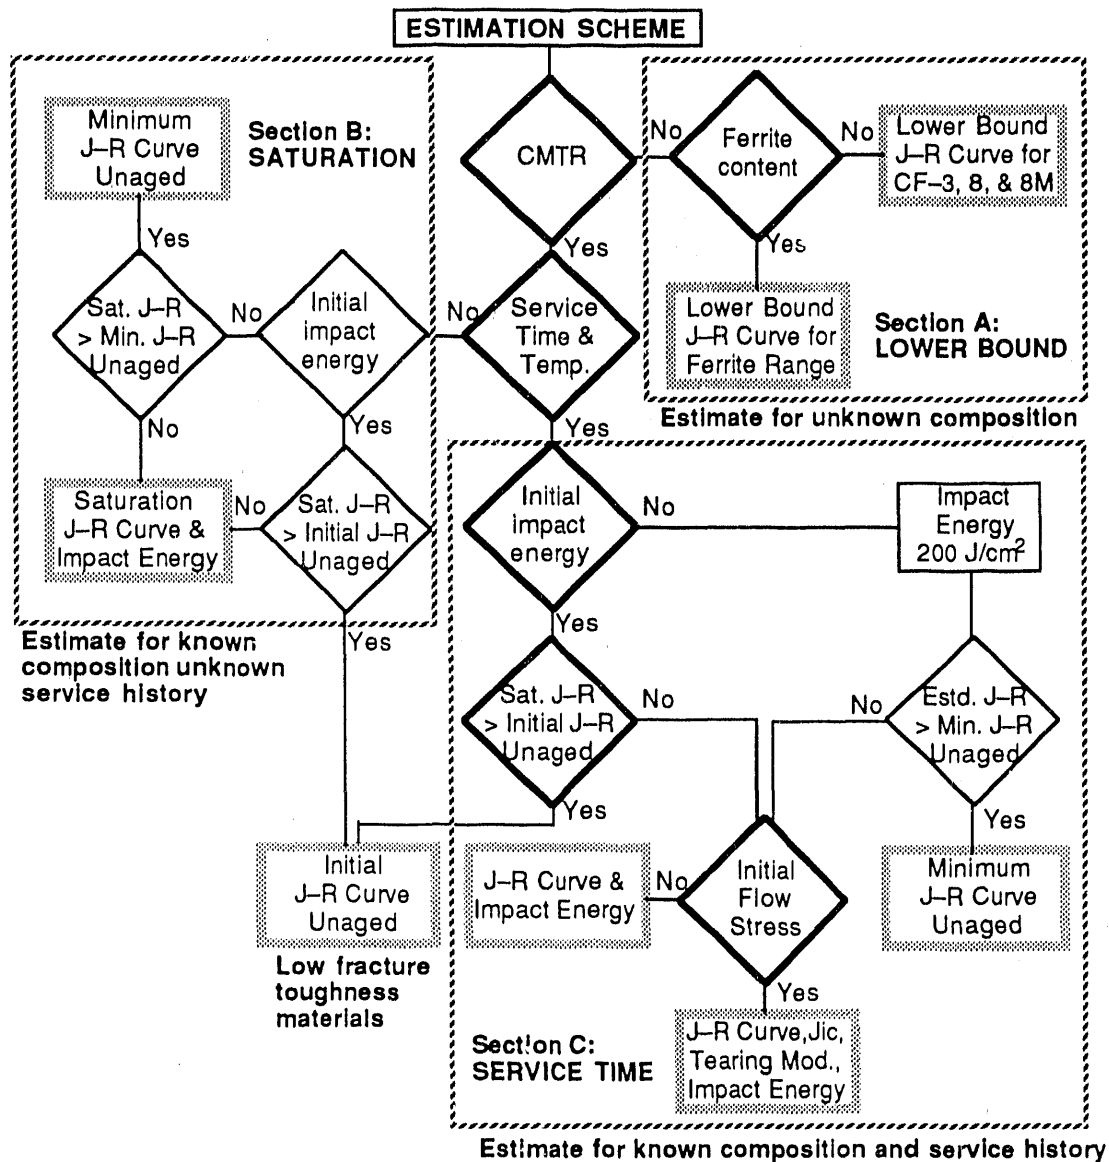 ESTIMATION SCHEME
Minimum
J–R Curve
Unaged
Section B:
SATURATION
CMTR
No
Ferrite
content
No
Lower Bound
J–R Curve for
CF–3, 8, & 8M
Yes
Yes
Yes
Sat. J–R
> Min. J–R
Unaged
No
Initial
impact
energy
No
Service
Time &
Temp.
Lower Bound
J–R Curve for
Ferrite Range
Section A:
LOWER BOUND
Estimate for unknown composition
No
Yes
Yes
Saturation
J–R Curve &
Impact Energy
No
Sat. J–R
> Initial J–R
Unaged
Initial
impact
energy
No
Impact
Energy
200 J/cm²
Estimate for known
composition unknown
service history
Yes
Yes
Sat. J–R
> Initial J–R
Unaged
No
No
Estd. J–R
> Min. J–R
Unaged
Yes
Yes
Initial
J–R Curve
Unaged
J–R Curve &
Impact Energy
No
Initial
Flow
Stress
Minimum
J–R Curve
Unaged
Low fracture
toughness
materials
Yes
Section C:
SERVICE TIME
J–R Curve,Jic,
Tearing Mod.,
Impact Energy
Estimate for known composition and service history